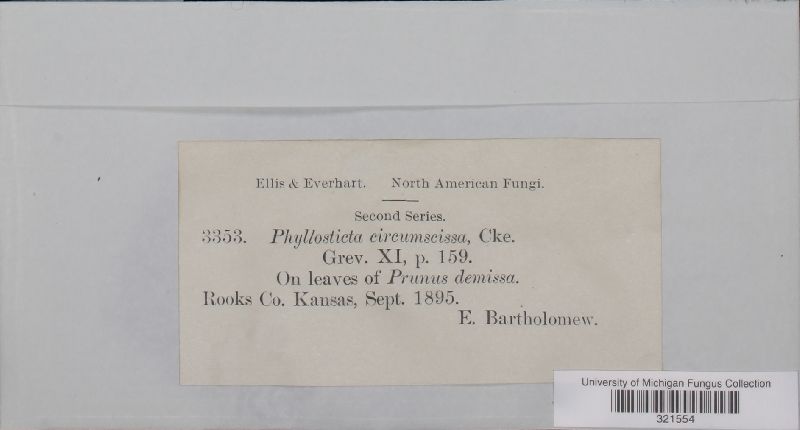 Ellis & Everhart. North American Fungi.
Second Series.
3353. Phyllosticta circumscissa, Cke.
Grev. XI, p. 159.
On leaves of Prunus demissa.
Rooks Co. Kansas, Sept. 1895.
E. Bartholomew.
University of Michigan Fungus Collection
321554